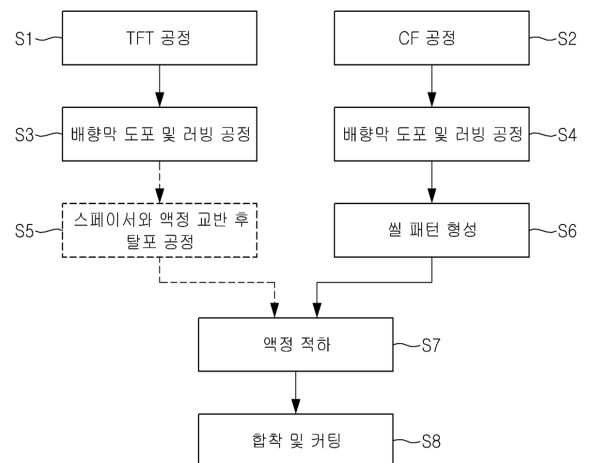 S1 TFT 공정
CF 공정 S2
S3 배향막 도포 및 러빙 공정
배향막 도포 및 러빙 공정 S4
S5 스페이서와 액정 교반 후
탈포 공정
씰 패턴 형성 S6
액정 적하 S7
합착 및 커팅 S8